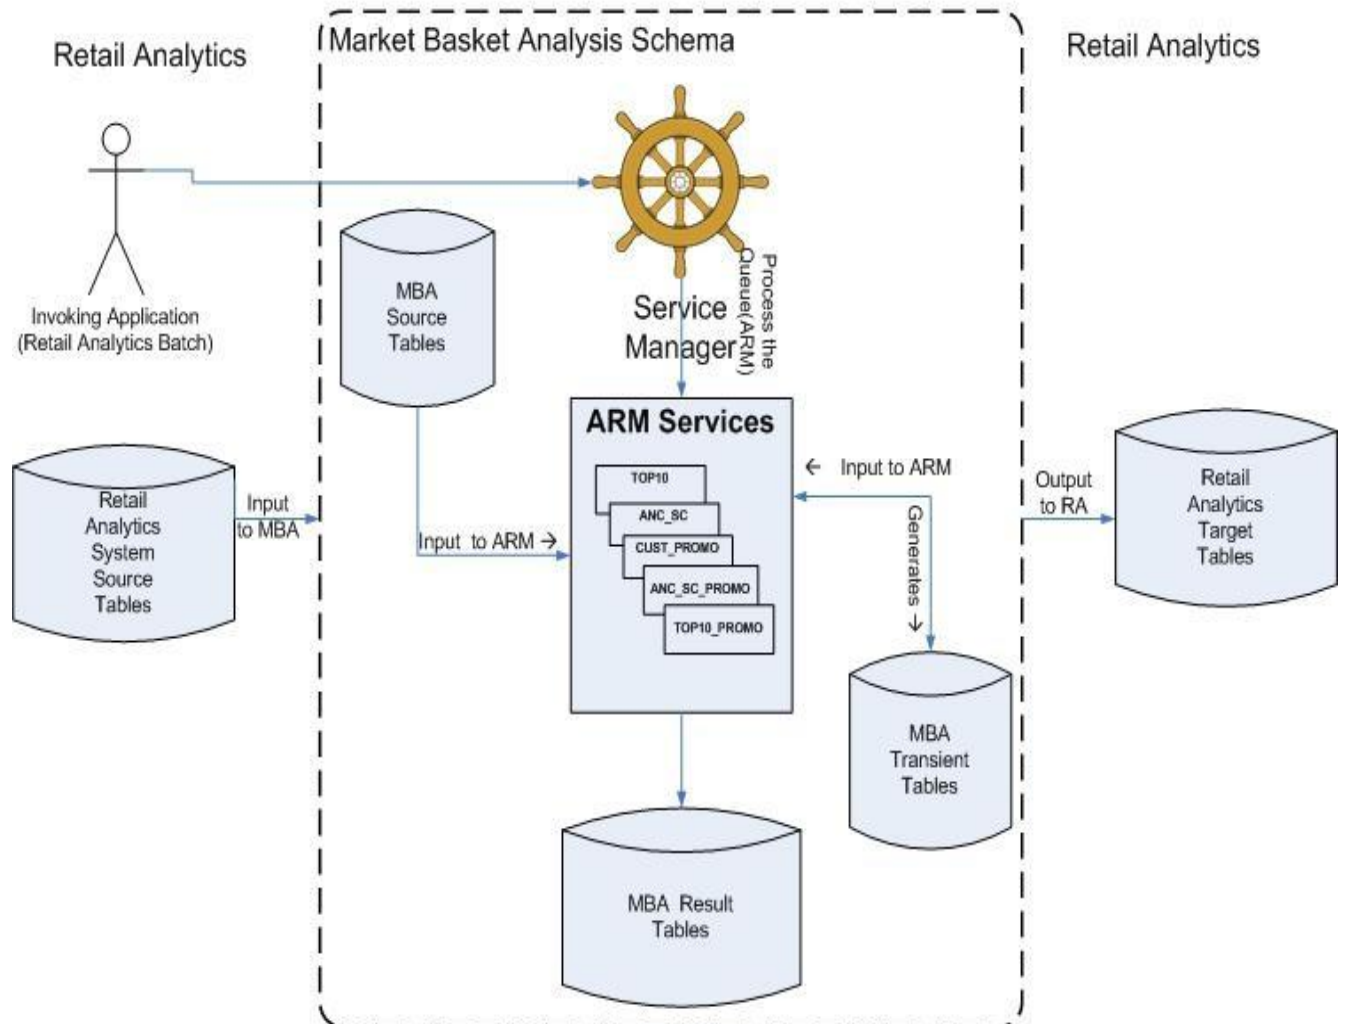 Retail Analytics
Market Basket Analysis Schema
Retail Analytics
Invoking Application
(Retail Analytics Batch)
MBA
Source
Tables
Service
Manager
Process the
Queue(ARM)
ARM Services
TOP10
ANC_SC
CUST_PROMO
ANC_SC_PROMO
TOP10_PROMO
Retail
Analytics
System
Source
Tables
Input
to MBA
Input to ARM →
← Input to ARM
Generates →
Output
to RA
Retail
Analytics
Target
Tables
MBA
Transient
Tables
MBA Result
Tables